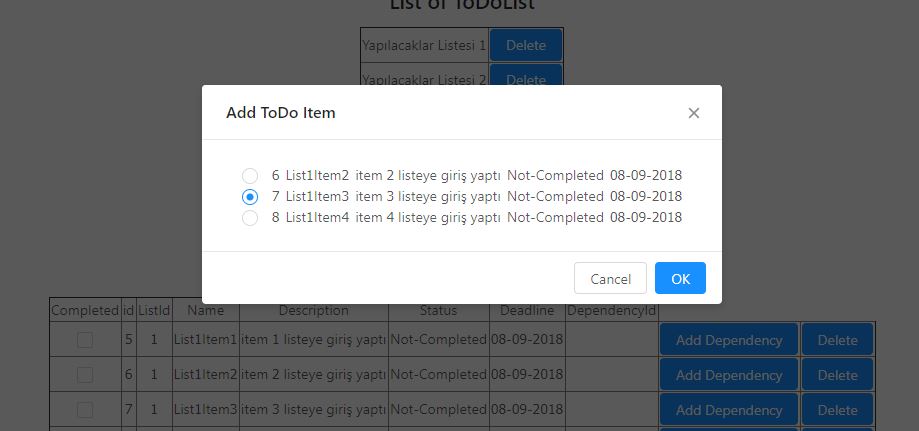 List of ToDoList
Yapılacaklar Listesi 1 Delete
Yapılacaklar Listesi 2 Delete
Add ToDo Item
6 List1Item2 item 2 listeye giriş yaptı Not-Completed 08-09-2018
7 List1Item3 item 3 listeye giriş yaptı Not-Completed 08-09-2018
8 List1Item4 item 4 listeye giriş yaptı Not-Completed 08-09-2018
Cancel OK
Completed id ListId Name Description Status Deadline DependencyId
5 1 List1Item1 item 1 listeye giriş yaptı Not-Completed 08-09-2018 Add Dependency Delete
6 1 List1Item2 item 2 listeye giriş yaptı Not-Completed 08-09-2018 Add Dependency Delete
7 1 List1Item3 item 3 listeye giriş yaptı Not-Completed 08-09-2018 Add Dependency Delete